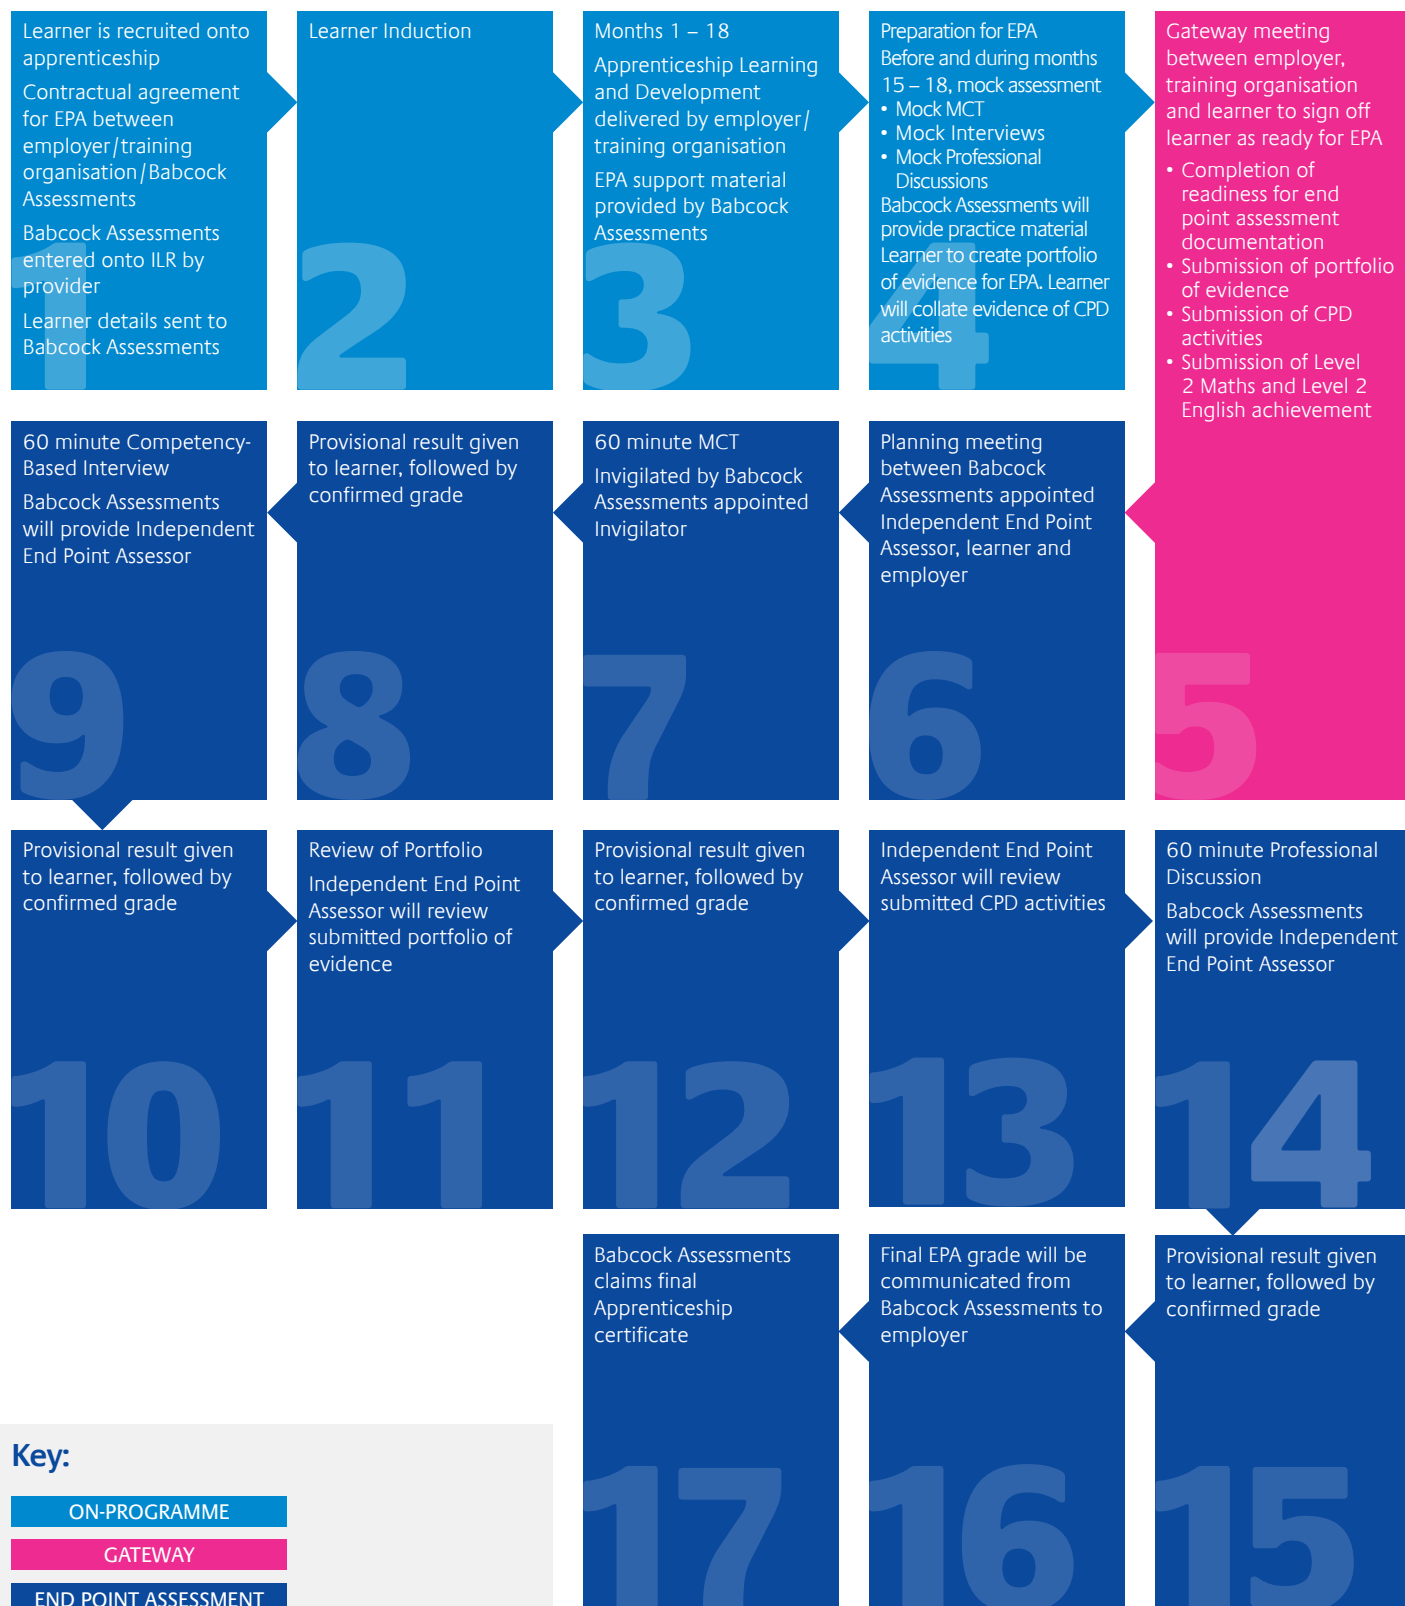 Learner is recruited onto
apprenticeship
Contractual agreement
for EPA between
employer/training
organisation/Babcock
Assessments
Babcock Assessments
entered onto ILR by
provider
Learner details sent to
Babcock Assessments
1
Learner Induction
2
Months 1 – 18
Apprenticeship Learning
and Development
delivered by employer/
training organisation
EPA support material
provided by Babcock
Assessments
3
Preparation for EPA
Before and during months
15 – 18, mock assessment
• Mock MCT
• Mock Interviews
• Mock Professional
Discussions
Babcock Assessments will
provide practice material
Learner to create portfolio
of evidence for EPA. Learner
will collate evidence of CPD
activities
4
Gateway meeting
between employer,
training organisation
and learner to sign off
learner as ready for EPA
• Completion of
readiness for end
point assessment
documentation
• Submission of portfolio
of evidence
• Submission of CPD
activities
• Submission of Level
2 Maths and Level 2
English achievement
5
Planning meeting
between Babcock
Assessments appointed
Independent End Point
Assessor, learner and
employer
6
60 minute MCT
Invigilated by Babcock
Assessments appointed
Invigilator
7
Provisional result given
to learner, followed by
confirmed grade
8
60 minute Competency-
Based Interview
Babcock Assessments
will provide Independent
End Point Assessor
9
Provisional result given
to learner, followed by
confirmed grade
10
Review of Portfolio
Independent End Point
Assessor will review
submitted portfolio of
evidence
11
Provisional result given
to learner, followed by
confirmed grade
12
Independent End Point
Assessor will review
submitted CPD activities
13
60 minute Professional
Discussion
Babcock Assessments
will provide Independent
End Point Assessor
14
Provisional result given
to learner, followed by
confirmed grade
15
Final EPA grade will be
communicated from
Babcock Assessments to
employer
16
Babcock Assessments
claims final
Apprenticeship
certificate
17
Key:
ON-PROGRAMME
GATEWAY
END POINT ASSESSMENT